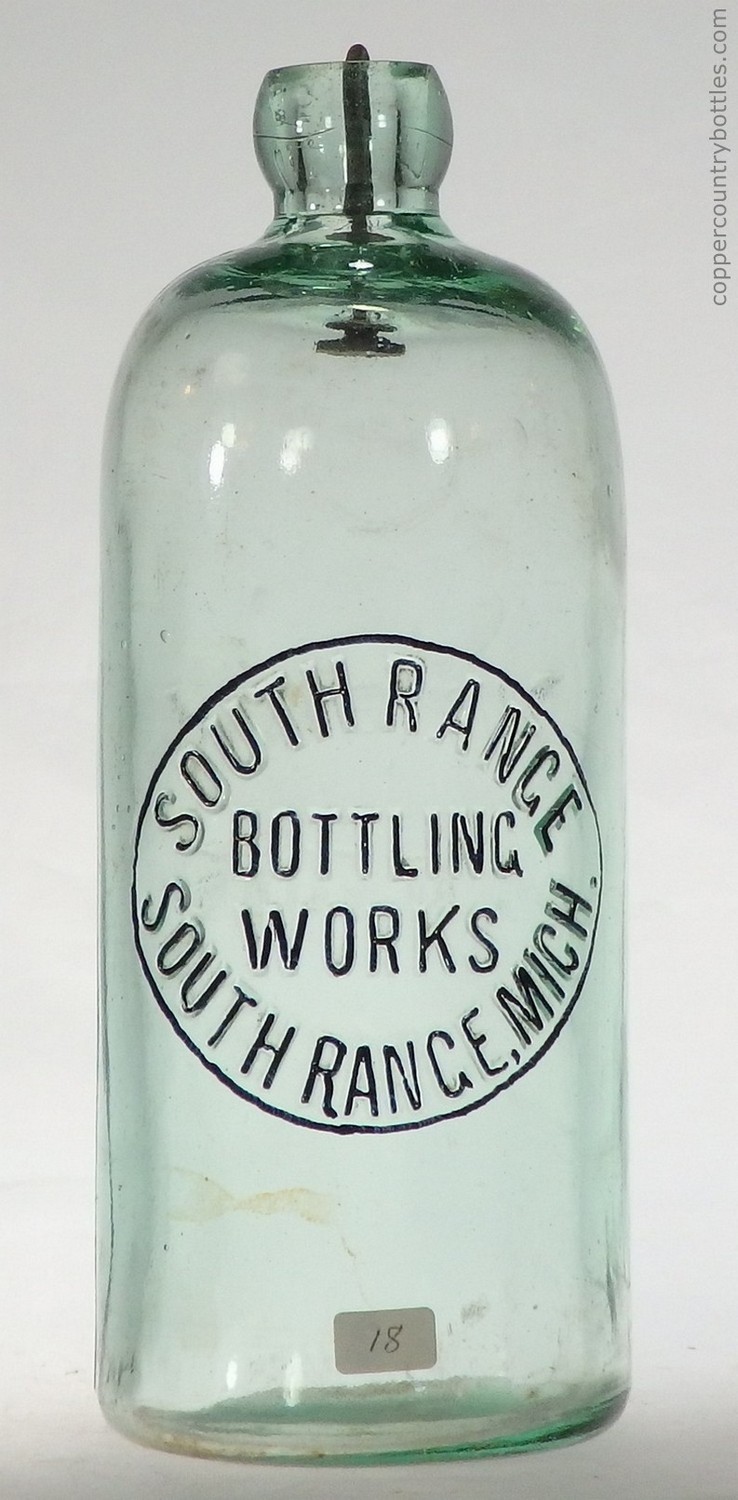 coppercountrybottles.com
SOUTH RANGE
BOTTLING
WORKS
SOUTH RANGE, MICH.
18